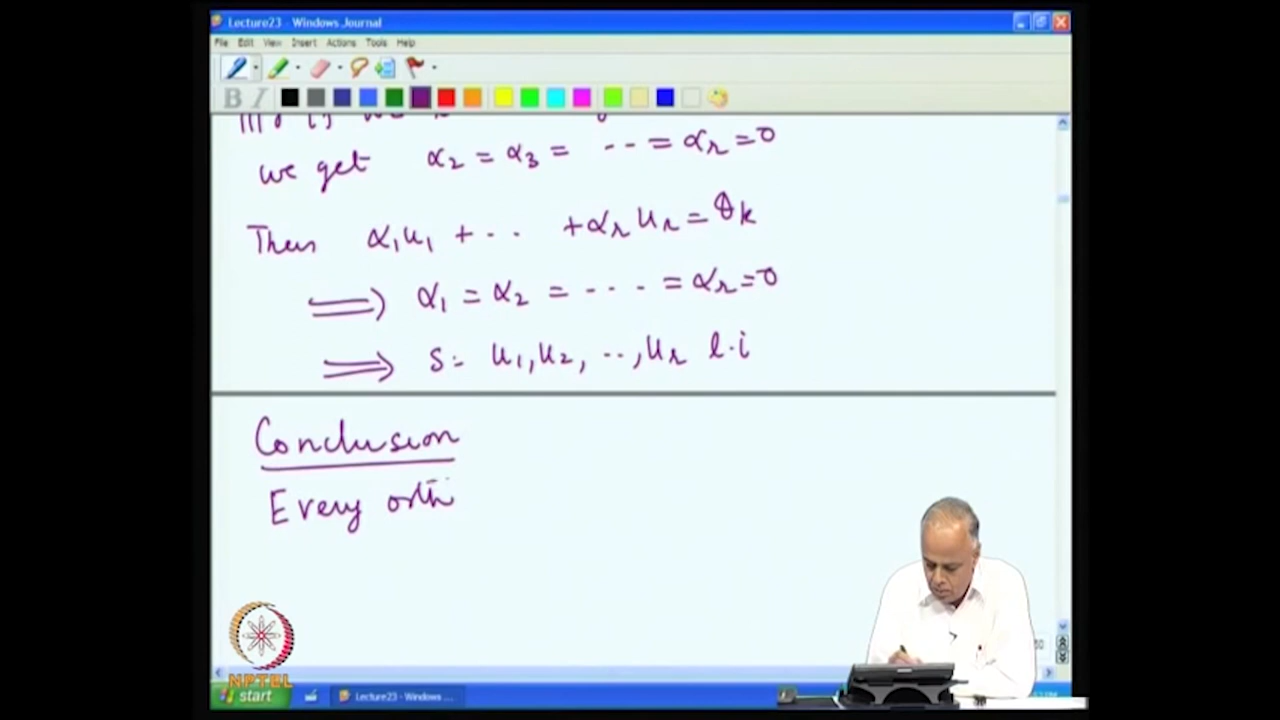 Lecture23 - Windows Journal
File Edit View Insert Actions Tools Help
B I
we get α₂ = α₃ = ... = αᵣ = 0
Then α₁u₁ + ... + αᵣuᵣ = θₖ
⟹ α₁ = α₂ = ... = αᵣ = 0
⟹ S = u₁, u₂, .., uᵣ l.i
Conclusion
Every orth
NPTEL
start Lecture23 - Windows ...